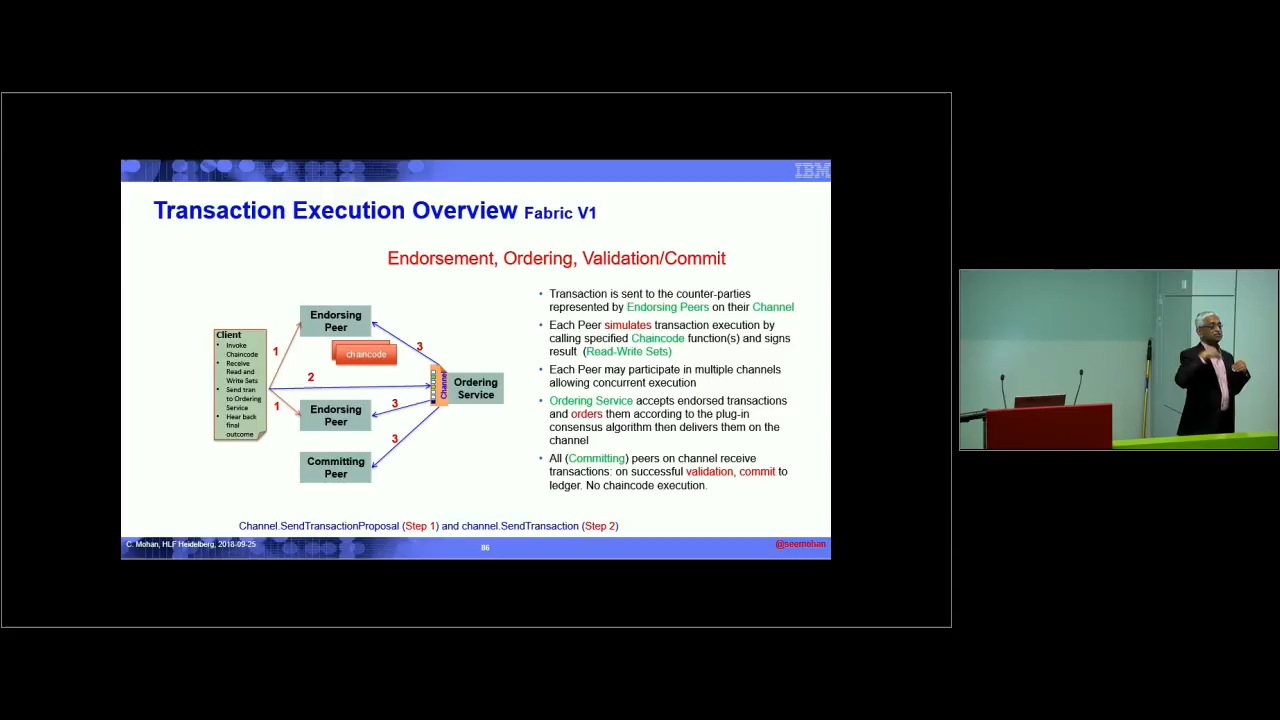 IBM
Transaction Execution Overview Fabric V1
Endorsement, Ordering, Validation/Commit
Client
• Invoke
Chaincode
• Receive
Read and
Write Sets
• Send tran
to Ordering
Service
• Hear back
final
outcome
1
2
1
Endorsing
Peer
chaincode
3
Channel
Ordering
Service
Endorsing
Peer
3
3
Committing
Peer
• Transaction is sent to the counter-parties
represented by Endorsing Peers on their Channel
• Each Peer simulates transaction execution by
calling specified Chaincode function(s) and signs
result (Read-Write Sets)
• Each Peer may participate in multiple channels
allowing concurrent execution
• Ordering Service accepts endorsed transactions
and orders them according to the plug-in
consensus algorithm then delivers them on the
channel
• All (Committing) peers on channel receive
transactions: on successful validation, commit to
ledger. No chaincode execution.
Channel.SendTransactionProposal (Step 1) and channel.SendTransaction (Step 2)
C. Mohan, HLF Heidelberg, 2018-09-25
86
@seemohan